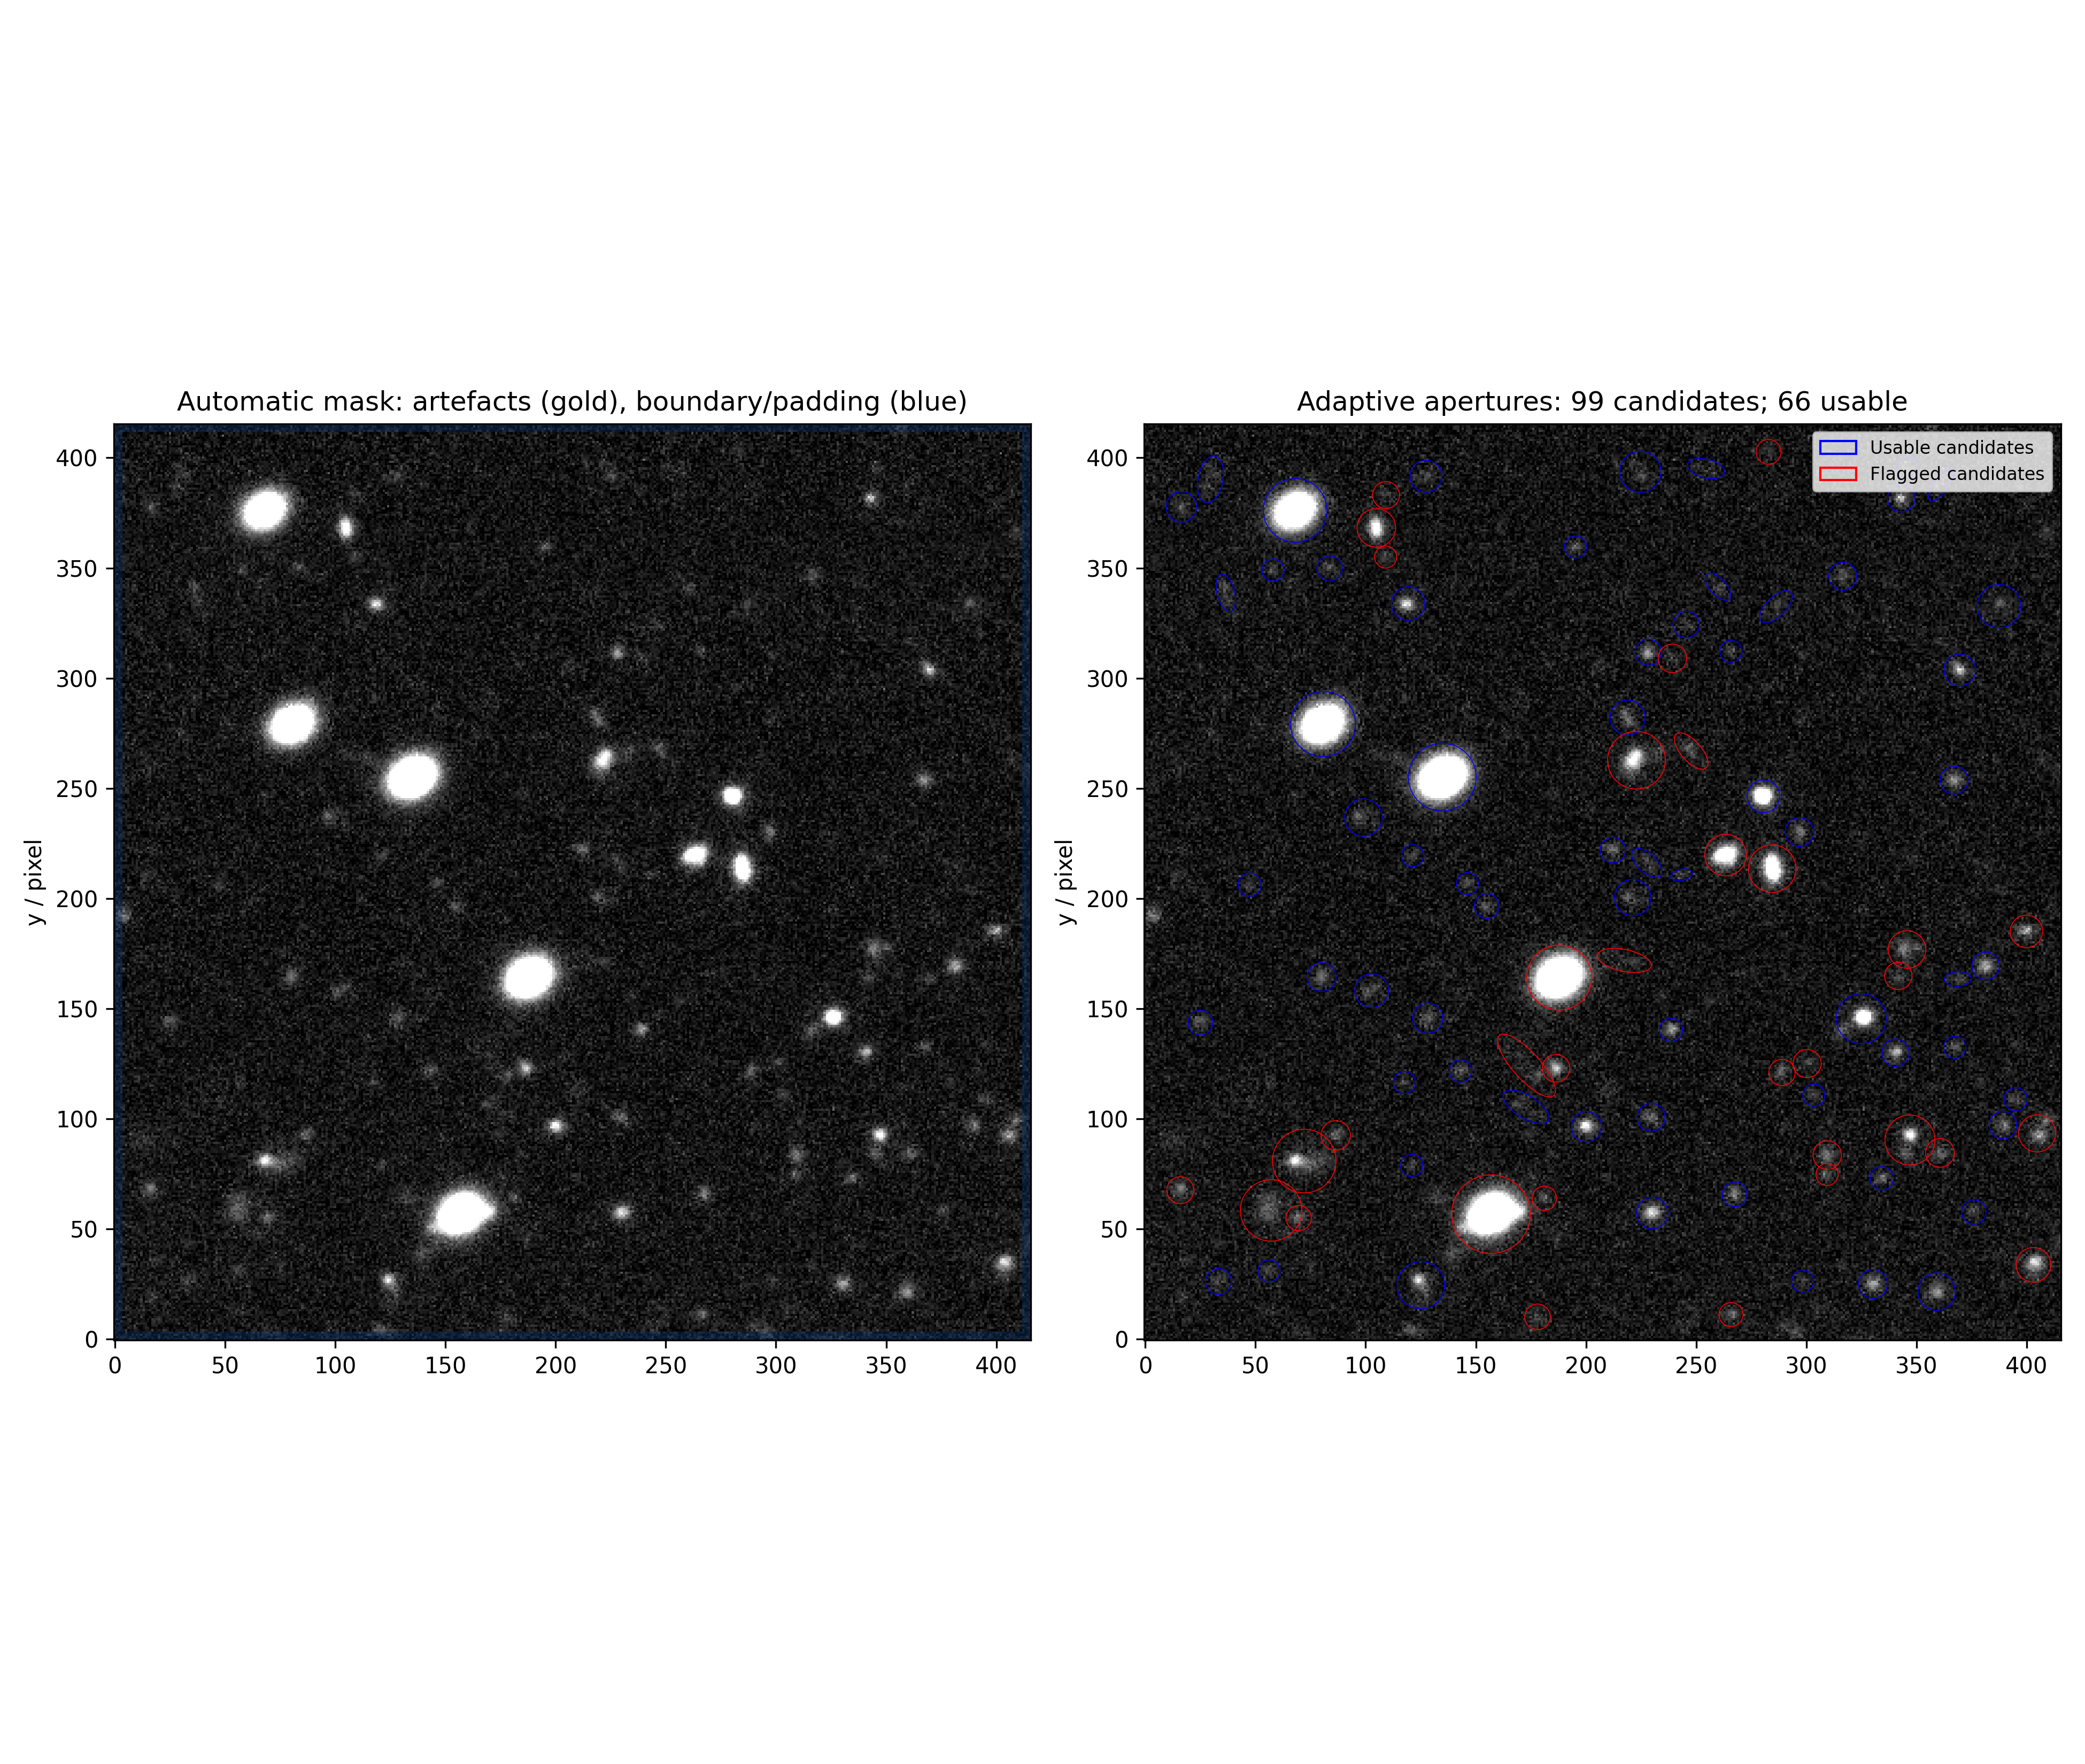 Automatic mask: artefacts (gold), boundary/padding (blue)
y / pixel
400
350
300
250
200
150
100
50
0
0 50 100 150 200 250 300 350 400
Adaptive apertures: 99 candidates; 66 usable
Usable candidates
Flagged candidates
y / pixel
400
350
300
250
200
150
100
50
0
0 50 100 150 200 250 300 350 400